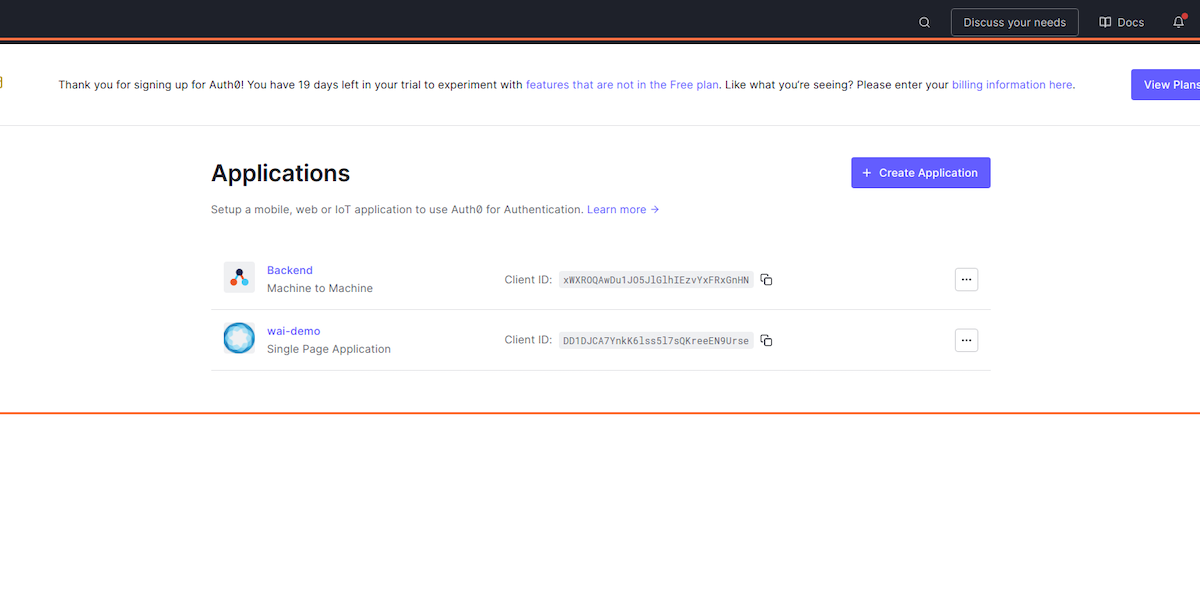 Discuss your needs
Docs
Thank you for signing up for Auth0! You have 19 days left in your trial to experiment with features that are not in the Free plan. Like what you're seeing? Please enter your billing information here.
View Plans
Applications
+ Create Application
Setup a mobile, web or IoT application to use Auth0 for Authentication. Learn more →
Backend
Machine to Machine
Client ID: xWXROQAwDu1JO5JlGlhIEzvYxFRxGnHN
wai-demo
Single Page Application
Client ID: DD1DJCA7YnkK6lss5l7sQKreeEN9Urse